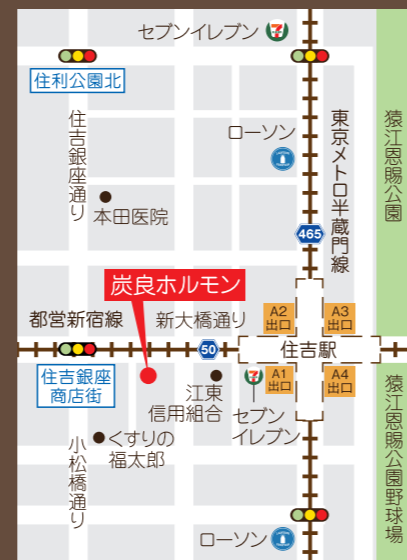 セブンイレブン
7
住利公園北
住吉銀座通り
本田医院
ローソン
465
東京メトロ半蔵門線
猿江恩賜公園
炭良ホルモン
都営新宿線
新大橋通り
50
A2
出口
A3
出口
住吉駅
A1
出口
A4
出口
住吉銀座
商店街
江東
信用組合
7
セブン
イレブン
小松橋通り
くすりの
福太郎
猿江恩賜公園野球場
ローソン